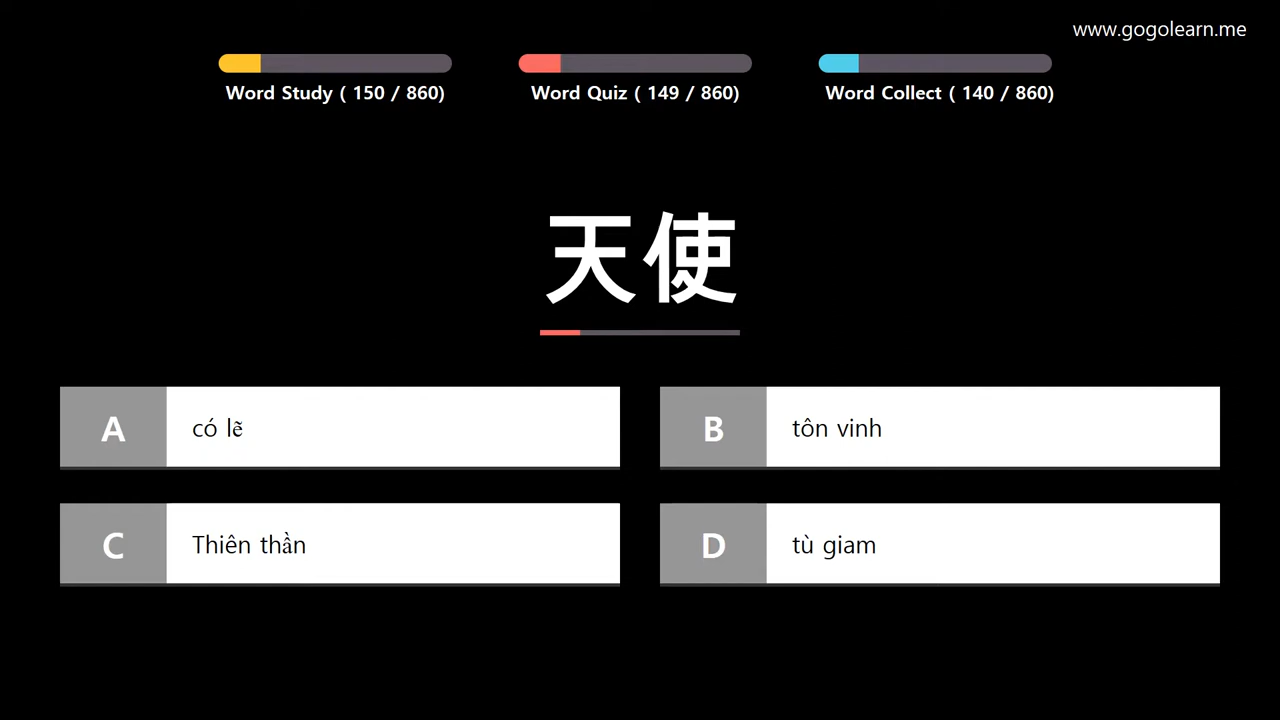 www.gogolearn.me
Word Study ( 150 / 860)
Word Quiz ( 149 / 860)
Word Collect ( 140 / 860)
天使
A
có lẽ
B
tôn vinh
C
Thiên thần
D
tù giam